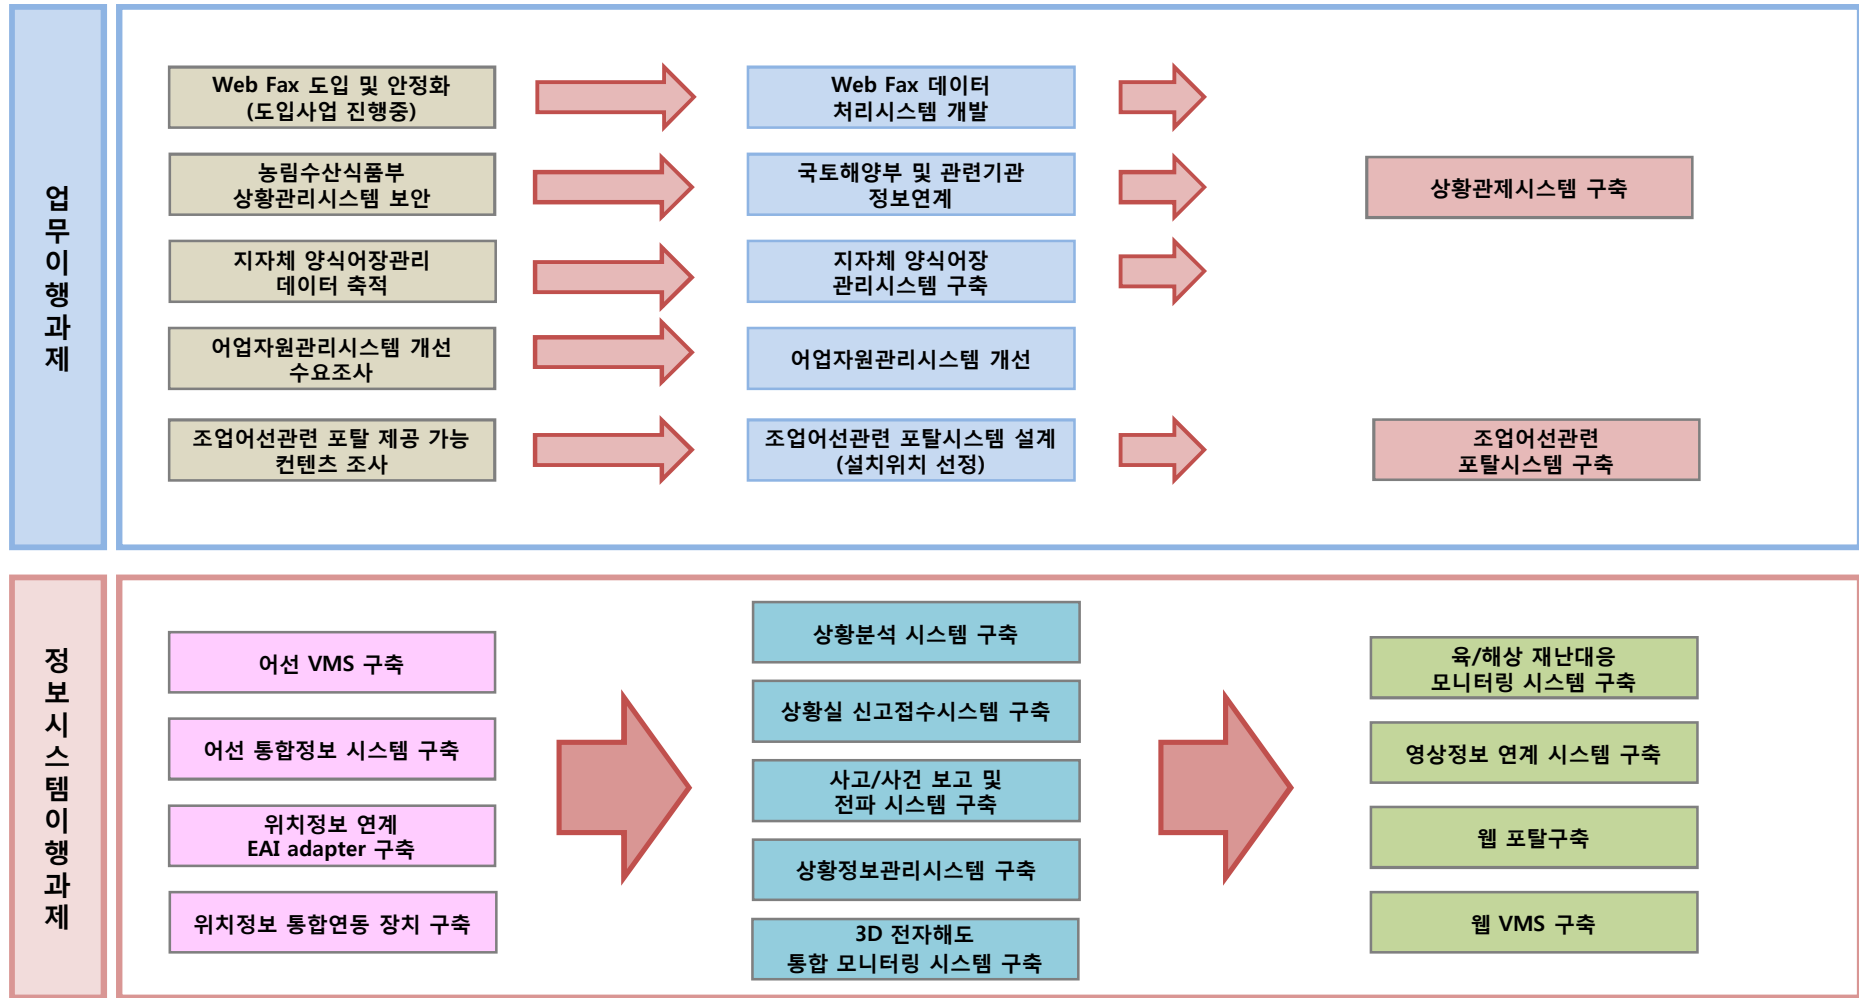 업무이행과제
Web Fax 도입 및 안정화
(도입사업 진행중)
Web Fax 데이터
처리시스템 개발
농림수산식품부
상황관리시스템 보안
국토해양부 및 관련기관
정보연계
상황관제시스템 구축
지자체 양식어장관리
데이터 축적
지자체 양식어장
관리시스템 구축
어업자원관리시스템 개선
수요조사
어업자원관리시스템 개선
조업어선관련 포탈 제공 가능
컨텐츠 조사
조업어선관련 포탈시스템 설계
(설치위치 선정)
조업어선관련
포탈시스템 구축
정보시스템이행과제
어선 VMS 구축
어선 통합정보 시스템 구축
위치정보 연계
EAI adapter 구축
위치정보 통합연동 장치 구축
상황분석 시스템 구축
상황실 신고접수시스템 구축
사고/사건 보고 및
전파 시스템 구축
상황정보관리시스템 구축
3D 전자해도
통합 모니터링 시스템 구축
육/해상 재난대응
모니터링 시스템 구축
영상정보 연계 시스템 구축
웹 포탈구축
웹 VMS 구축